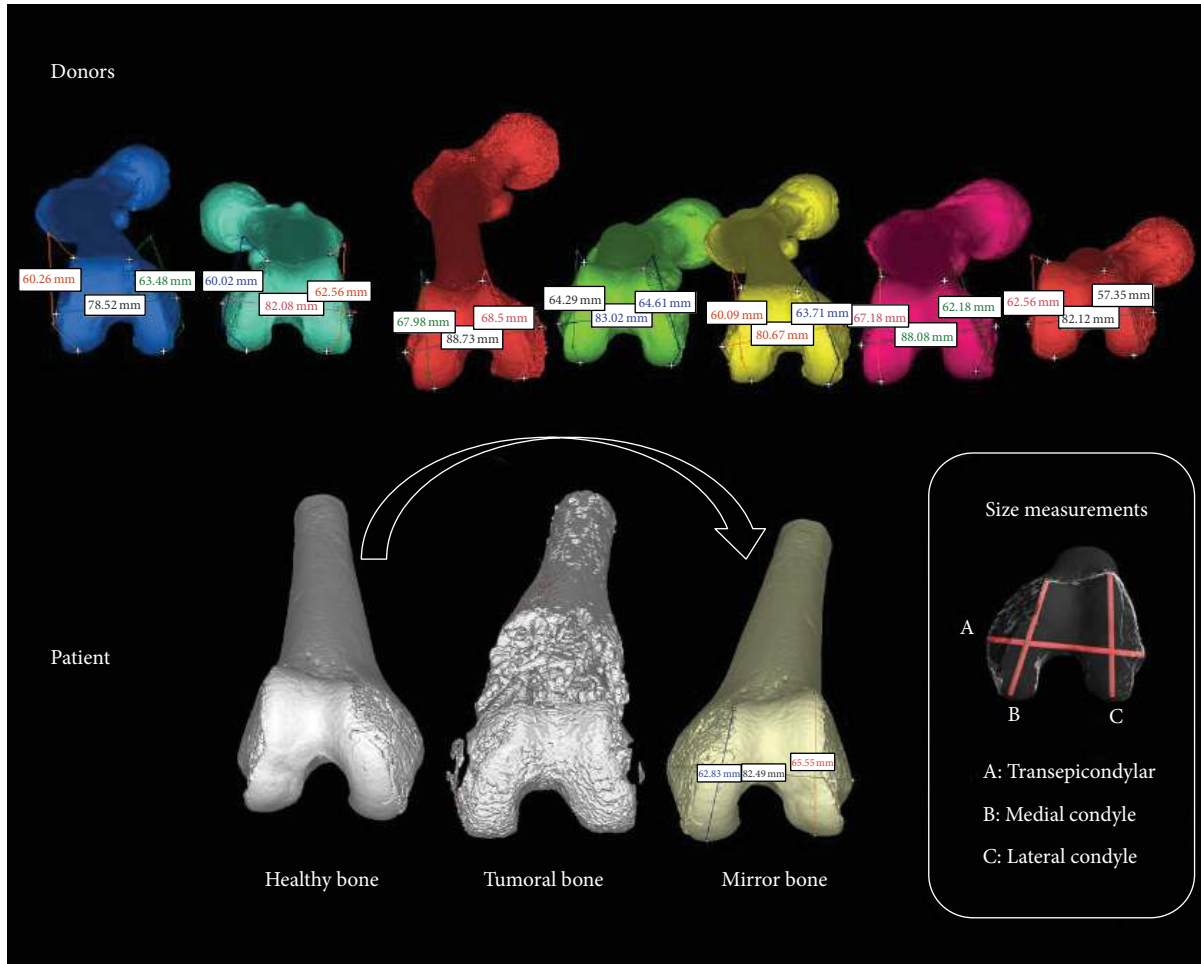 Donors
60.26 mm
78.52 mm
63.48 mm
60.02 mm
82.08 mm
62.56 mm
67.98 mm
88.73 mm
68.5 mm
64.29 mm
83.02 mm
64.61 mm
60.09 mm
80.67 mm
63.71 mm
67.18 mm
88.08 mm
62.18 mm
62.56 mm
82.12 mm
57.35 mm
Patient
62.83 mm
82.49 mm
65.55 mm
Healthy bone
Tumoral bone
Mirror bone
Size measurements
A
B
C
A: Transepicondylar
B: Medial condyle
C: Lateral condyle